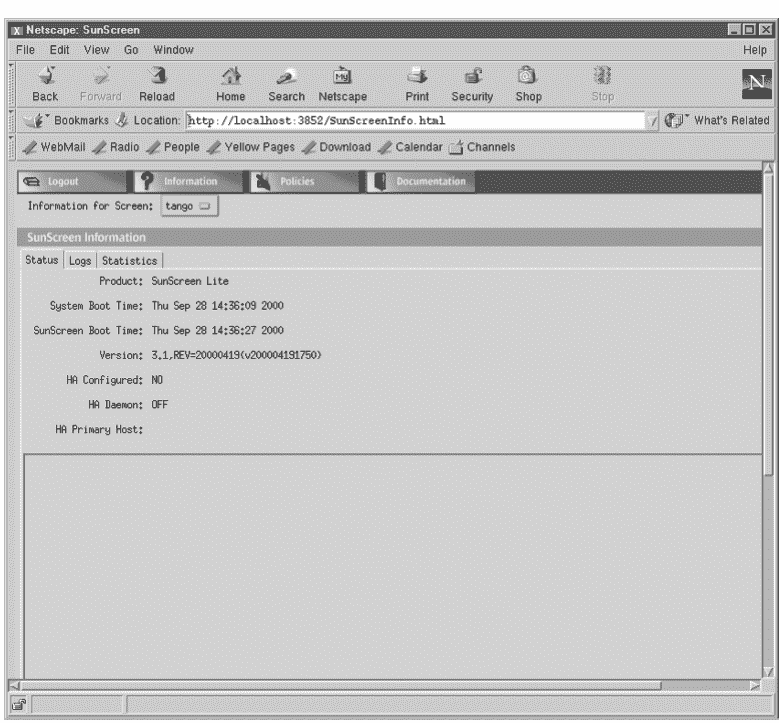 Netscape: SunScreen
File Edit View Go Window Help
Back Forward Reload Home Search Netscape Print Security Shop Stop
N
Bookmarks Location: http://localhost:3852/SunScreenInfo.html What's Related
WebMail Radio People Yellow Pages Download Calendar Channels
Logout Information Policies Documentation
Information for Screen: tango
SunScreen Information
Status Logs Statistics
Product: SunScreen Lite
System Boot Time: Thu Sep 28 14:36:09 2000
SunScreen Boot Time: Thu Sep 28 14:36:27 2000
Version: 3.1,REV=20000419(v200004191750)
HA Configured: NO
HA Daemon: OFF
HA Primary Host: